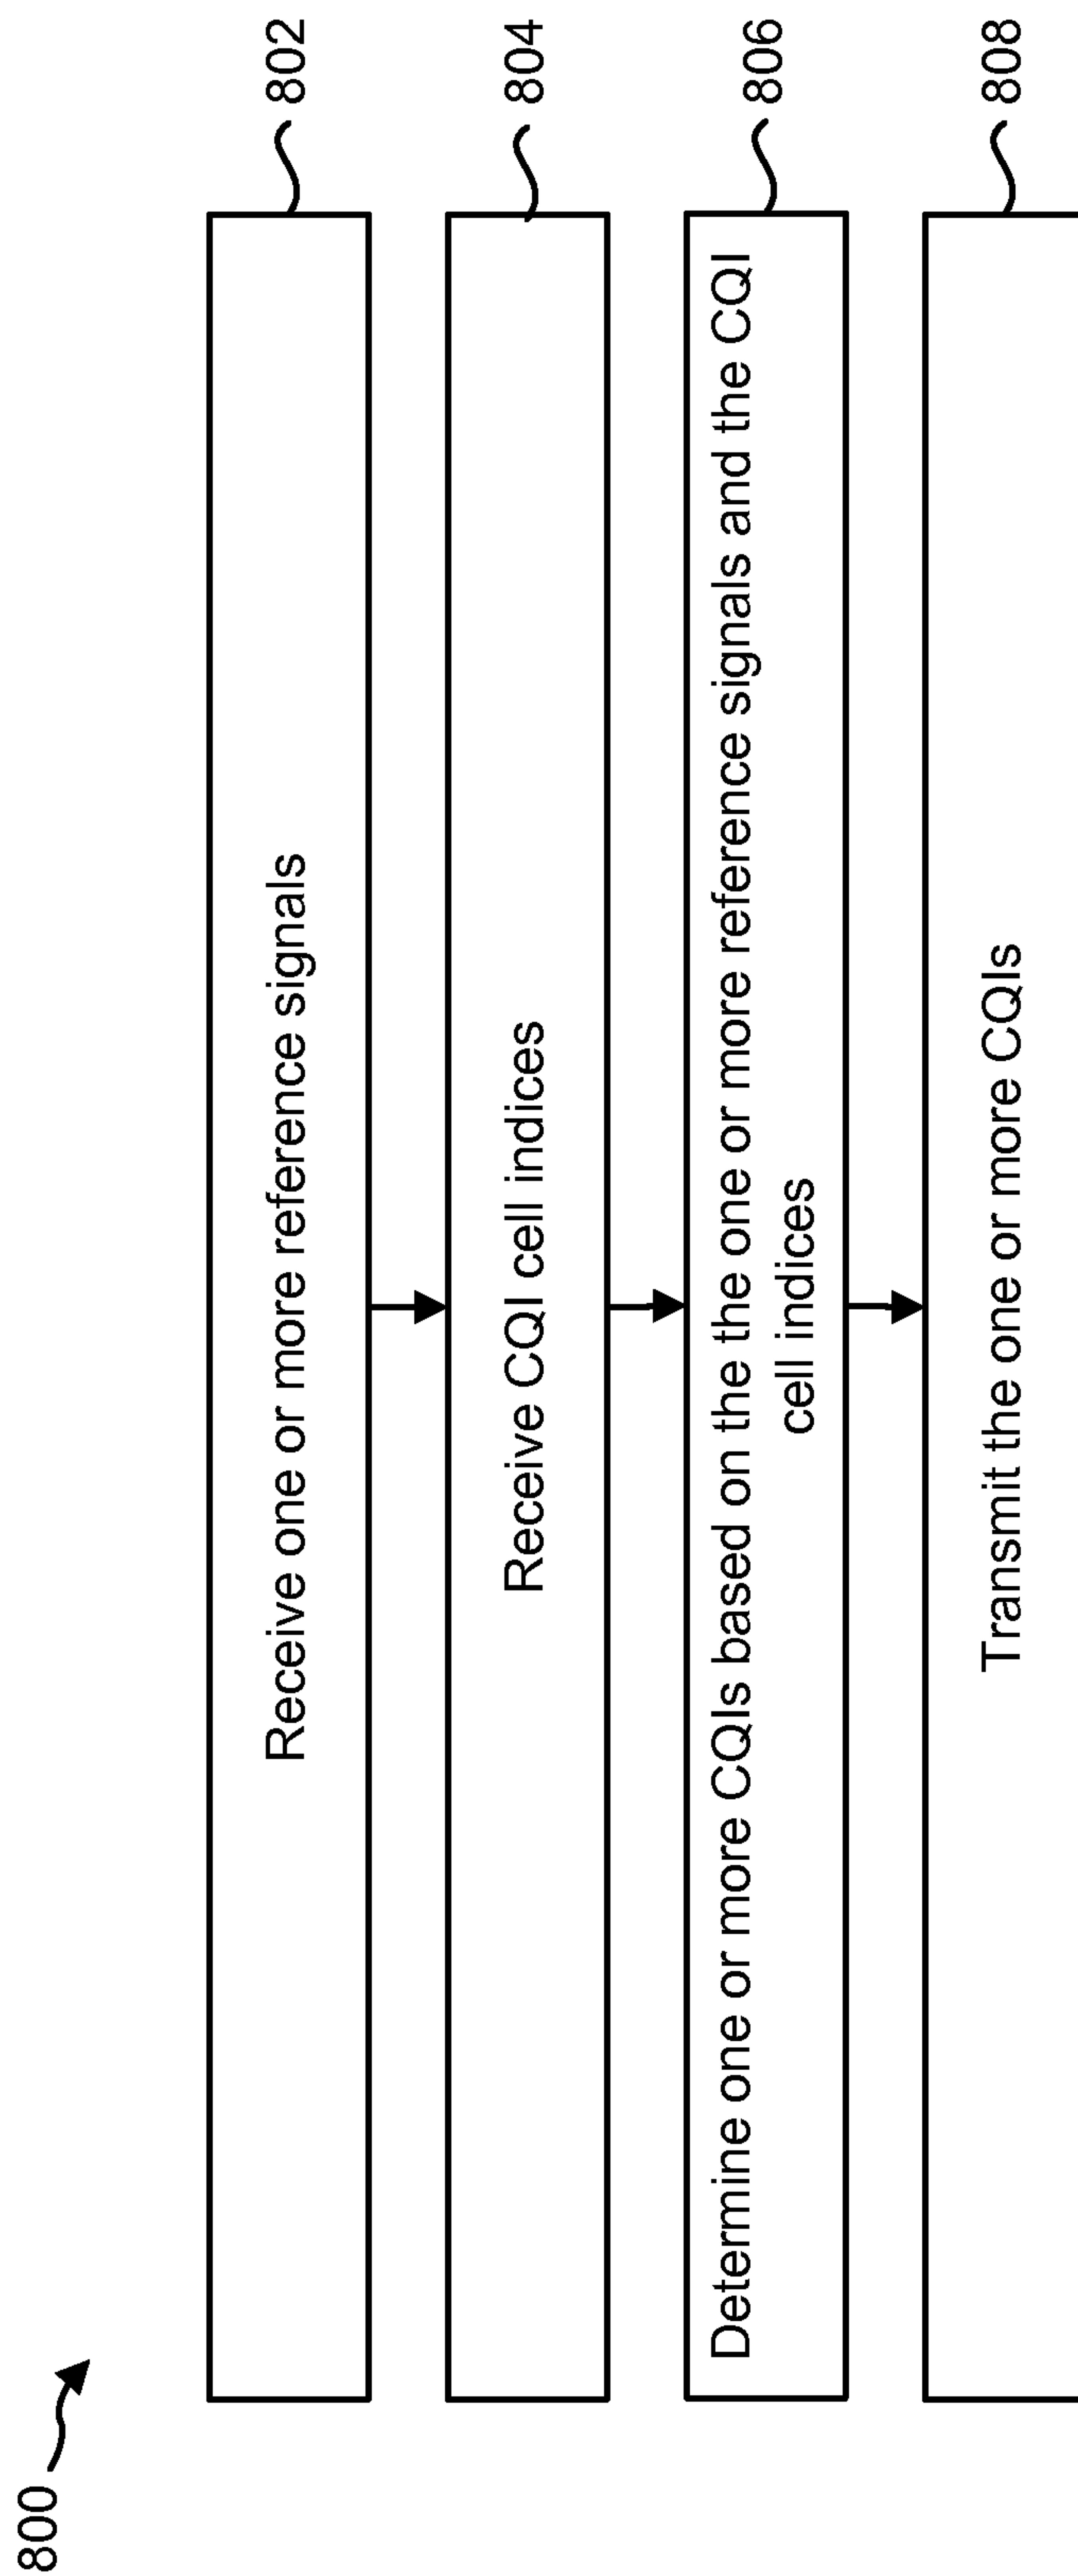 800
Receive one or more reference signals
802
Receive CQI cell indices
804
Determine one or more CQIs based on the the one or more reference signals and the CQI
cell indices
806
Transmit the one or more CQIs
808